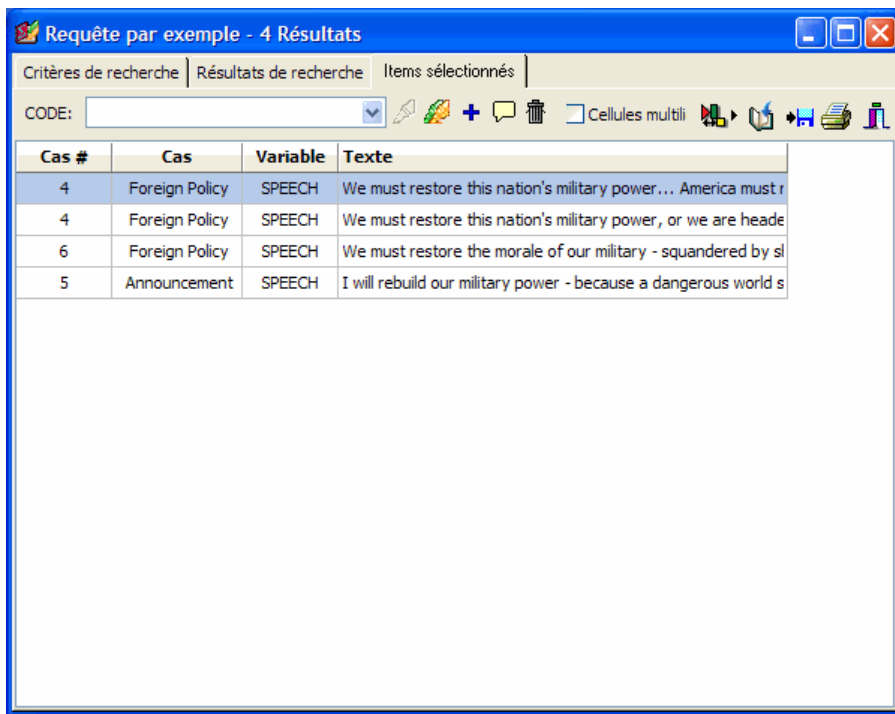 Requête par exemple - 4 Résultats
Critères de recherche Résultats de recherche Items sélectionnés
CODE: Cellules multili
Cas # Cas Variable Texte
4 Foreign Policy SPEECH We must restore this nation's military power... America must
4 Foreign Policy SPEECH We must restore this nation's military power, or we are heade
6 Foreign Policy SPEECH We must restore the morale of our military - squandered by
5 Announcement SPEECH I will rebuild our military power - because a dangerous world s